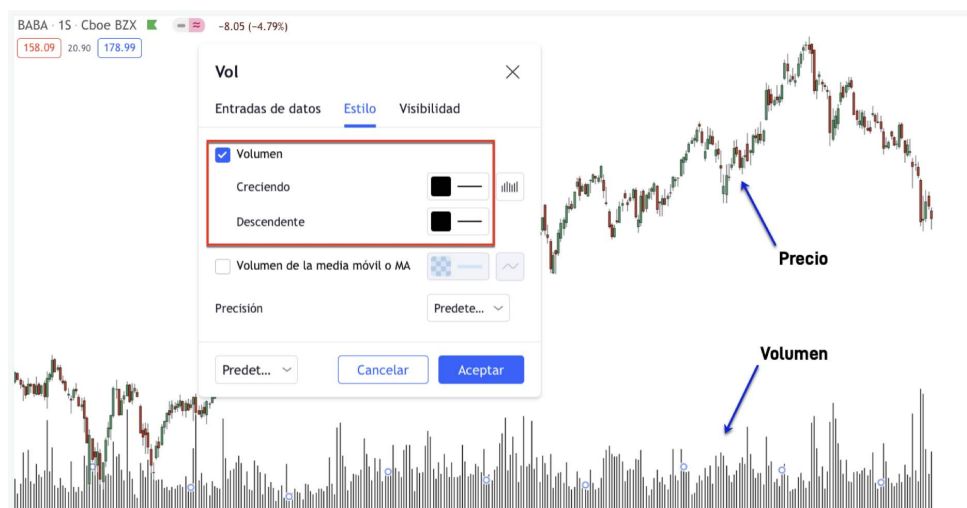 BABA · 1S · Cboe BZX −8.05 (−4.79%)
158.09 20.90 178.99
Vol
Entradas de datos Estilo Visibilidad
Volumen
Creciendo
Descendente
Volumen de la media móvil o MA
Precisión Predete...
Predet... Cancelar Aceptar
Precio
Volumen